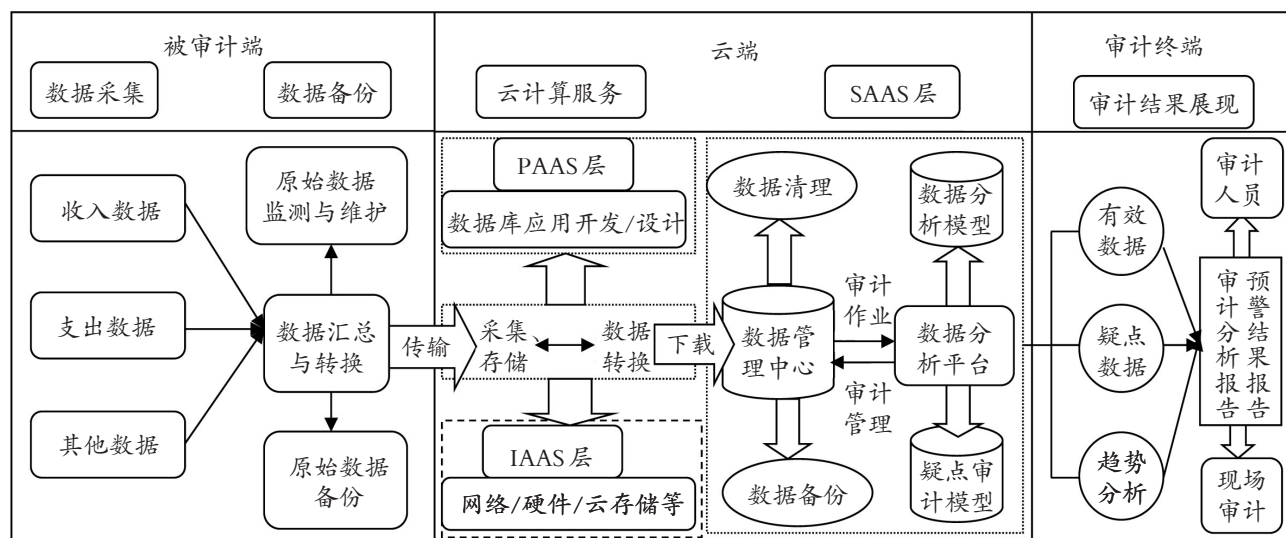 被审计端
数据采集
数据备份
云端
云计算服务
SAAS层
审计终端
审计结果展现
收入数据
支出数据
其他数据
原始数据
监测与维护
数据汇总
与转换
原始数据
备份
传输
PAAS层
数据库应用开发/设计
采集、
存储
数据
转换
IAAS层
网络/硬件/云存储等
下载
数据清理
数据管
理中心
数据备份
审计
作业
审计
管理
数据分
析模型
数据分
析平台
疑点审
计模型
有效
数据
疑点
数据
趋势
分析
审计
人员
预警结果报告
审计分析报告
现场
审计